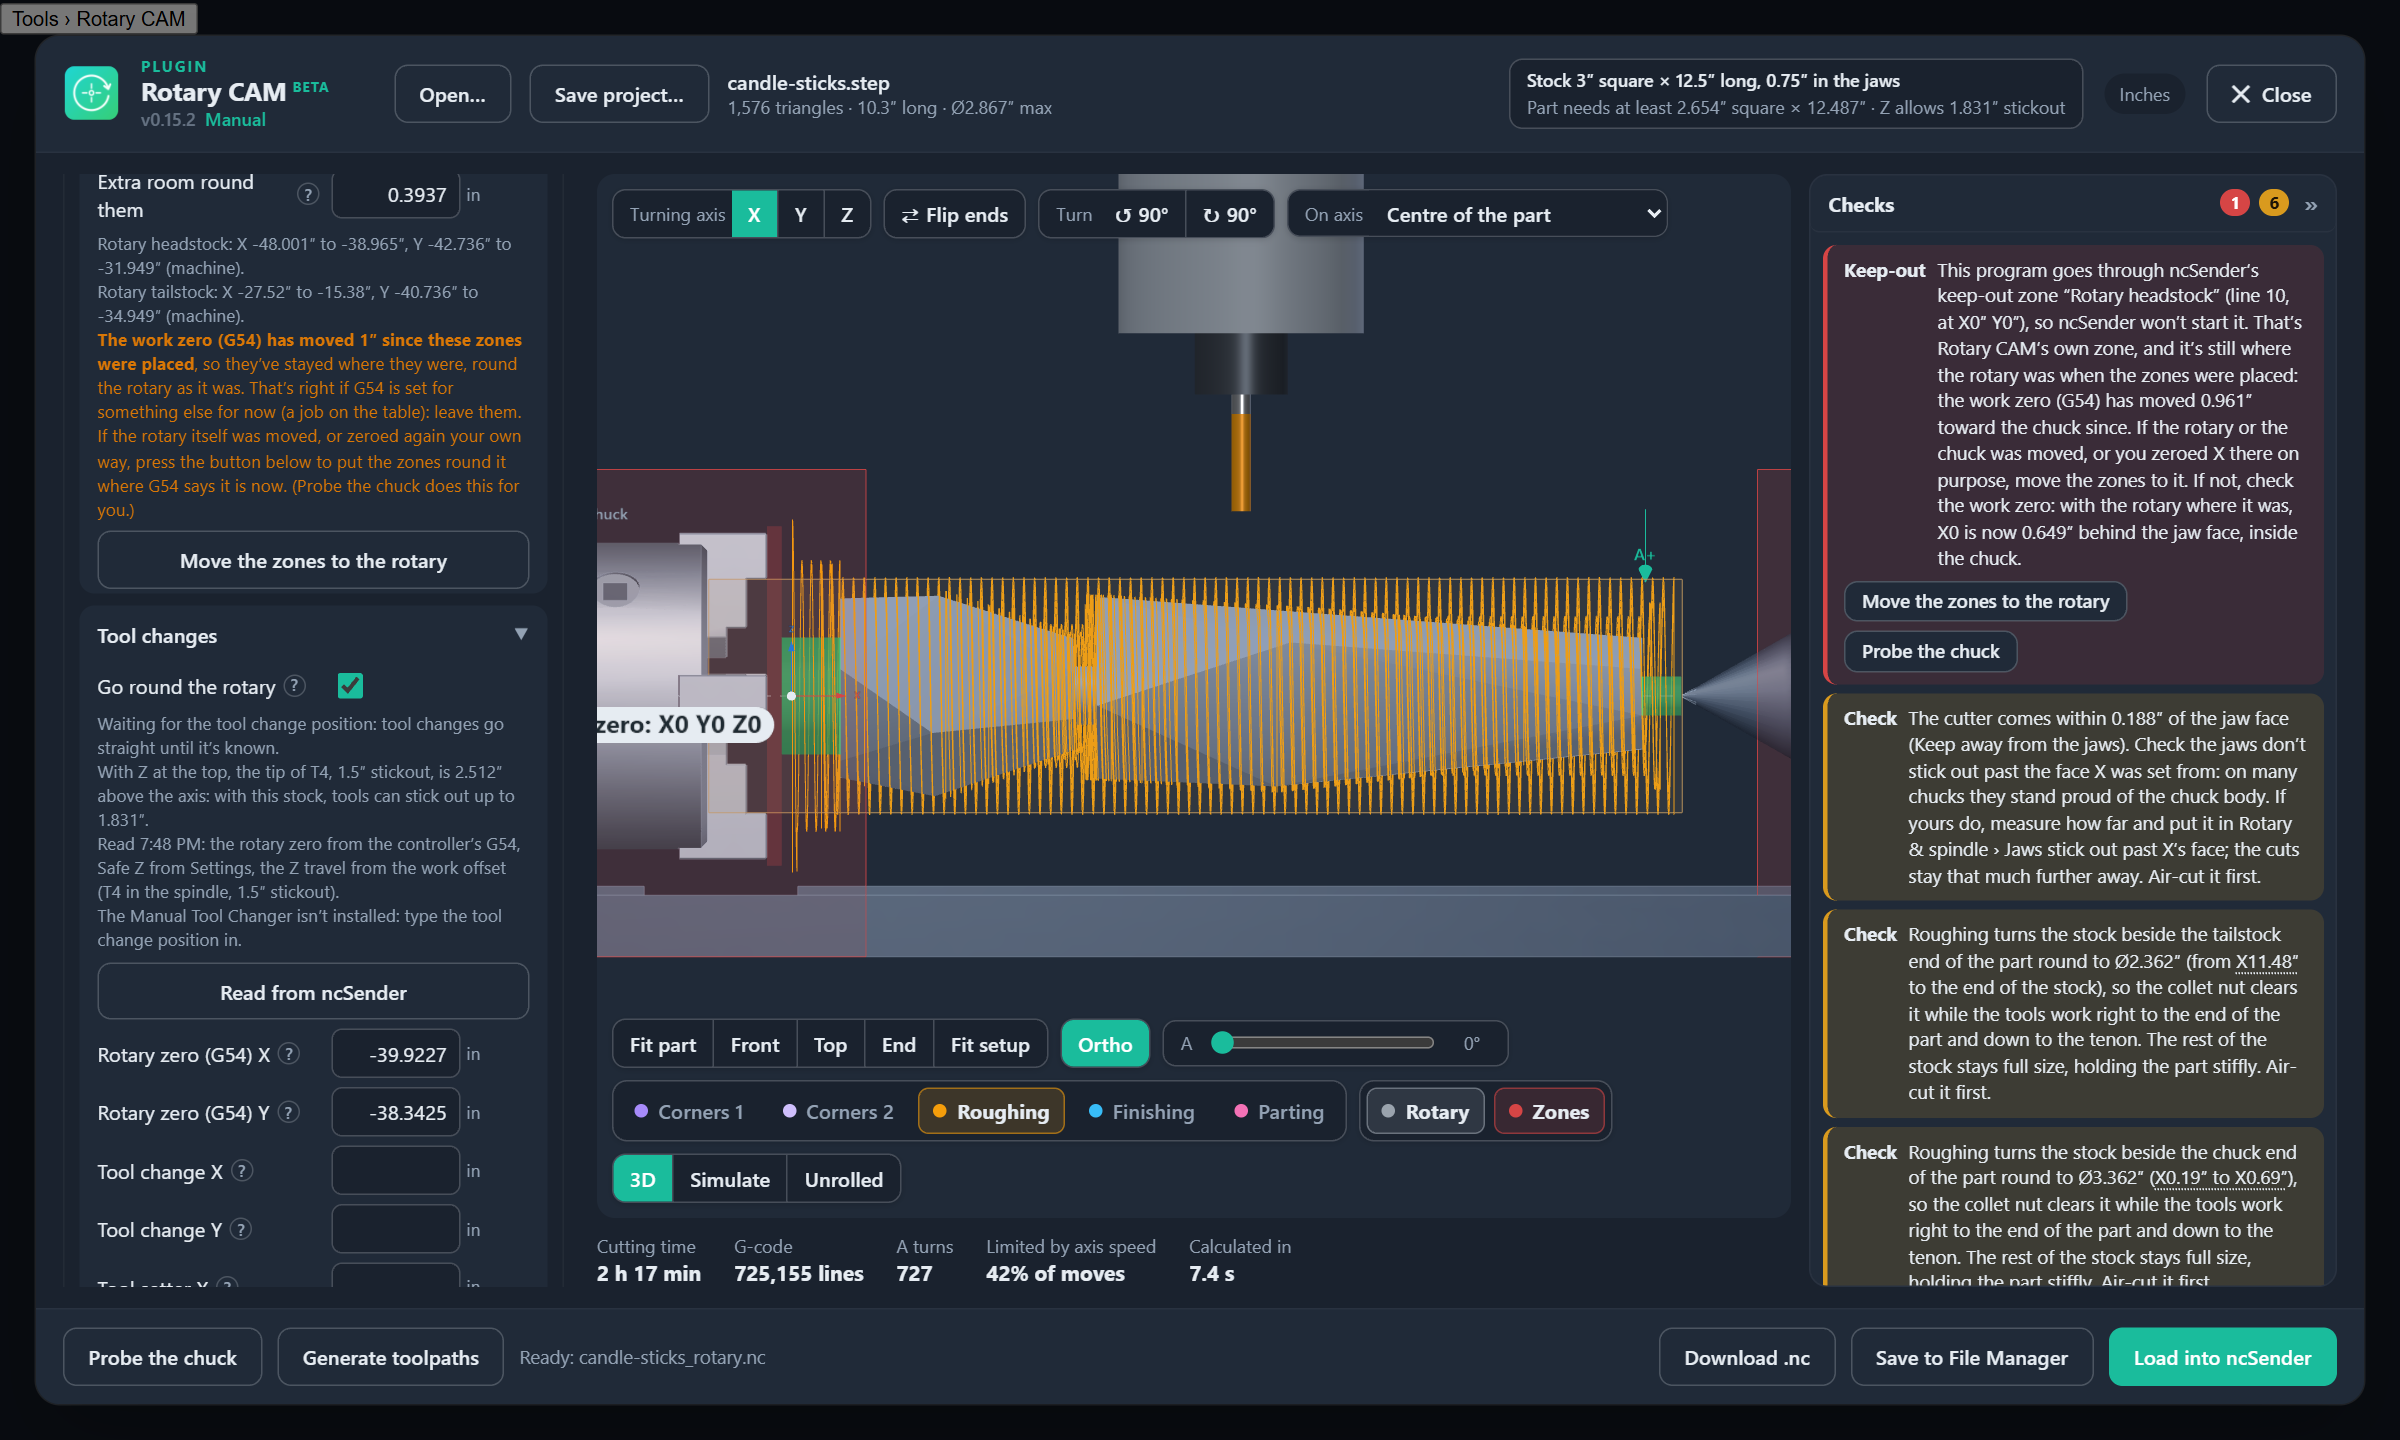 Tools › Rotary CAM
PLUGIN
Rotary CAM BETA
v0.15.2 Manual
Open...
Save project...
candle-sticks.step
1,576 triangles · 10.3″ long · Ø2.867″ max
Stock 3″ square × 12.5″ long, 0.75″ in the jaws
Part needs at least 2.654″ square × 12.487″ · Z allows 1.831″ stickout
Inches
Close
Extra room round
them
?
0.3937
in
Rotary headstock: X -48.001″ to -38.965″, Y -42.736″ to
-31.949″ (machine).
Rotary tailstock: X -27.52″ to -15.38″, Y -40.736″ to
-34.949″ (machine).
The work zero (G54) has moved 1″ since these zones
were placed, so they’ve stayed where they were, round
the rotary as it was. That’s right if G54 is set for
something else for now (a job on the table): leave them.
If the rotary itself was moved, or zeroed again your own
way, press the button below to put the zones round it
where G54 says it is now. (Probe the chuck does this for
you.)
Move the zones to the rotary
Tool changes
Go round the rotary ?
Waiting for the tool change position: tool changes go
straight until it’s known.
With Z at the top, the tip of T4, 1.5″ stickout, is 2.512″
above the axis: with this stock, tools can stick out up to
1.831″.
Read 7:48 PM: the rotary zero from the controller’s G54,
Safe Z from Settings, the Z travel from the work offset
(T4 in the spindle, 1.5″ stickout).
The Manual Tool Changer isn’t installed: type the tool
change position in.
Read from ncSender
Rotary zero (G54) X ? -39.9227 in
Rotary zero (G54) Y ? -38.3425 in
Tool change X ? in
Tool change Y ? in
Tool setter X ? in
Turning axis X Y Z
⇄ Flip ends
Turn ↺ 90° ↻ 90°
On axis Centre of the part
huck
A+
zero: X0 Y0 Z0
Fit part Front Top End Fit setup
Ortho
A 0°
Corners 1 Corners 2 Roughing Finishing Parting
Rotary Zones
3D Simulate Unrolled
Cutting time G-code A turns Limited by axis speed Calculated in
2 h 17 min 725,155 lines 727 42% of moves 7.4 s
Checks 1 6 »
Keep-out This program goes through ncSender’s
keep-out zone “Rotary headstock” (line 10,
at X0″ Y0″), so ncSender won’t start it. That’s
Rotary CAM’s own zone, and it’s still where
the rotary was when the zones were placed:
the work zero (G54) has moved 0.961″
toward the chuck since. If the rotary or the
chuck was moved, or you zeroed X there on
purpose, move the zones to it. If not, check
the work zero: with the rotary where it was,
X0 is now 0.649″ behind the jaw face, inside
the chuck.
Move the zones to the rotary
Probe the chuck
Check The cutter comes within 0.188″ of the jaw face
(Keep away from the jaws). Check the jaws don’t
stick out past the face X was set from: on many
chucks they stand proud of the chuck body. If
yours do, measure how far and put it in Rotary
& spindle › Jaws stick out past X’s face; the cuts
stay that much further away. Air-cut it first.
Check Roughing turns the stock beside the tailstock
end of the part round to Ø2.362″ (from X11.48″
to the end of the stock), so the collet nut clears
it while the tools work right to the end of the
part and down to the tenon. The rest of the
stock stays full size, holding the part stiffly. Air-
cut it first.
Check Roughing turns the stock beside the chuck end
of the part round to Ø3.362″ (X0.19″ to X0.69″),
so the collet nut clears it while the tools work
right to the end of the part and down to the
tenon. The rest of the stock stays full size,
holding the part stiffly. Air-cut it first.
Probe the chuck
Generate toolpaths
Ready: candle-sticks_rotary.nc
Download .nc
Save to File Manager
Load into ncSender